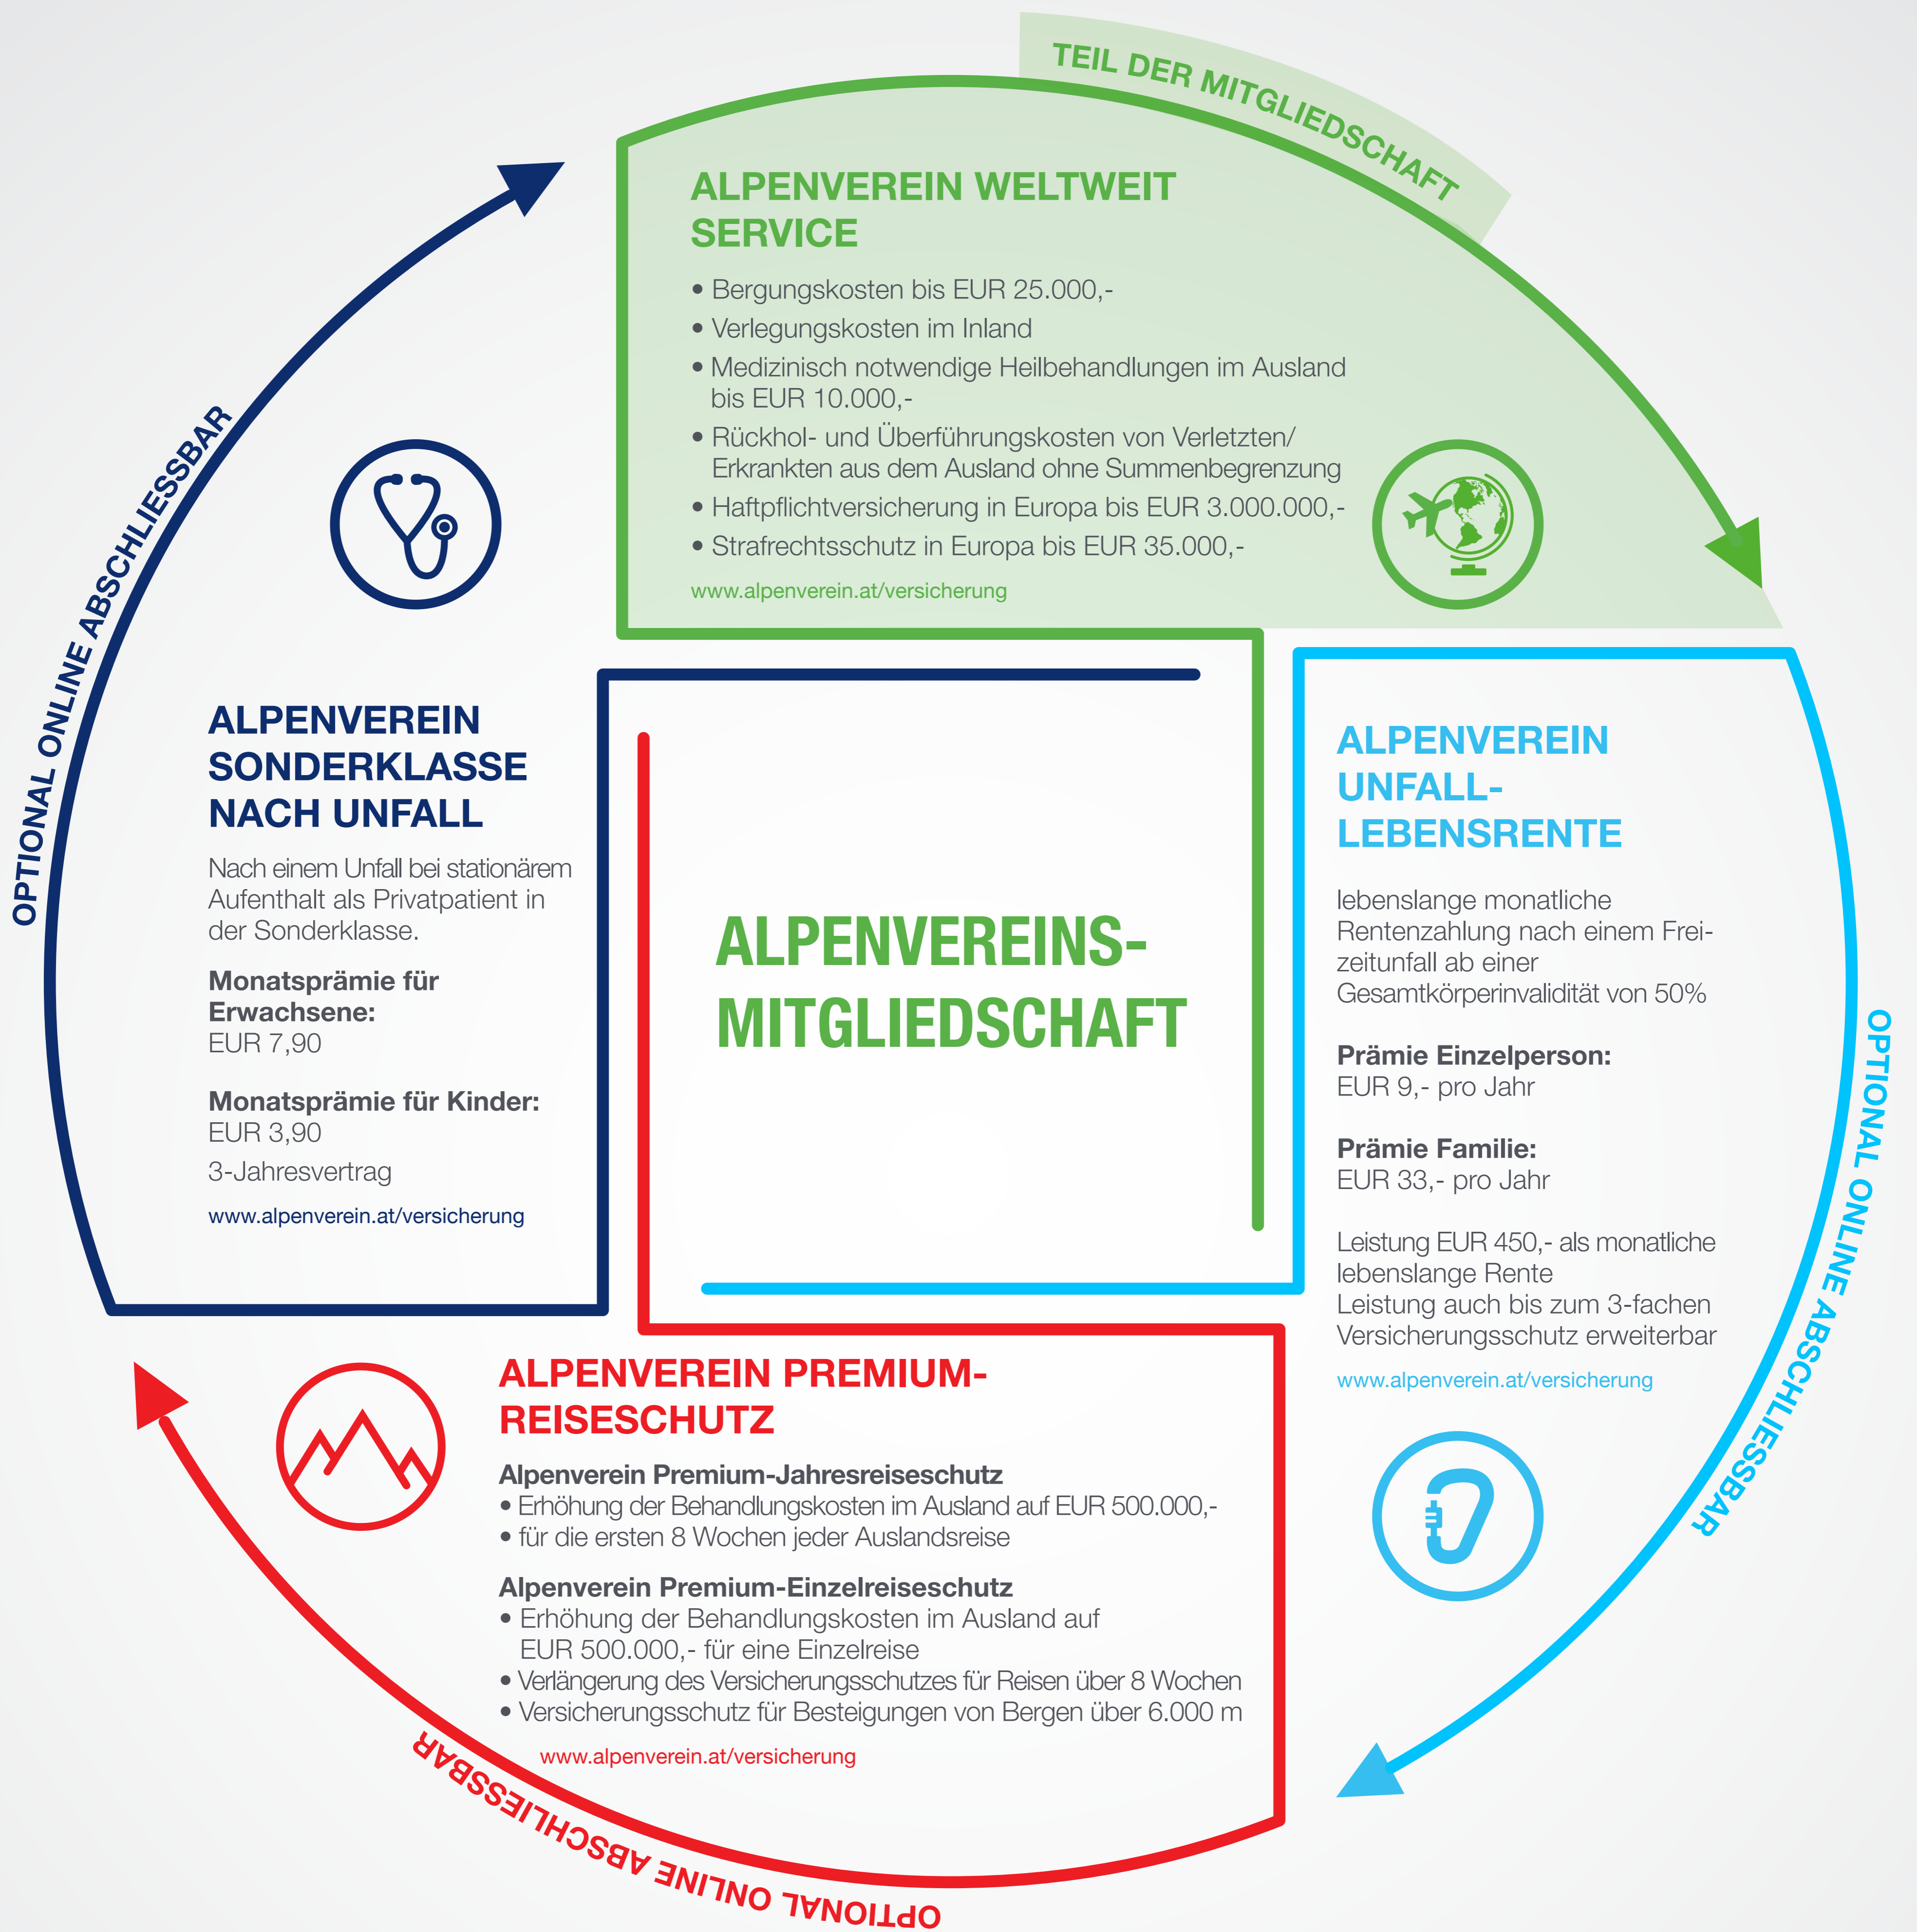 TEIL DER MITGLIEDSCHAFT
ALPENVEREIN WELTWEIT
SERVICE
• Bergungskosten bis EUR 25.000,-
• Verlegungskosten im Inland
• Medizinisch notwendige Heilbehandlungen im Ausland
bis EUR 10.000,-
• Rückhol- und Überführungskosten von Verletzten/
Erkrankten aus dem Ausland ohne Summenbegrenzung
• Haftpflichtversicherung in Europa bis EUR 3.000.000,-
• Strafrechtsschutz in Europa bis EUR 35.000,-
www.alpenverein.at/versicherung
OPTIONAL ONLINE ABSCHLIESSBAR
ALPENVEREIN
SONDERKLASSE
NACH UNFALL
Nach einem Unfall bei stationärem
Aufenthalt als Privatpatient in
der Sonderklasse.
Monatsprämie für
Erwachsene:
EUR 7,90
Monatsprämie für Kinder:
EUR 3,90
3-Jahresvertrag
www.alpenverein.at/versicherung
ALPENVEREINS-
MITGLIEDSCHAFT
ALPENVEREIN
UNFALL-
LEBENSRENTE
lebenslange monatliche
Rentenzahlung nach einem Frei-
zeitunfall ab einer
Gesamtkörperinvalidität von 50%
Prämie Einzelperson:
EUR 9,- pro Jahr
Prämie Familie:
EUR 33,- pro Jahr
Leistung EUR 450,- als monatliche
lebenslange Rente
Leistung auch bis zum 3-fachen
Versicherungsschutz erweiterbar
www.alpenverein.at/versicherung
OPTIONAL ONLINE ABSCHLIESSBAR
ALPENVEREIN PREMIUM-
REISESCHUTZ
Alpenverein Premium-Jahresreiseschutz
• Erhöhung der Behandlungskosten im Ausland auf EUR 500.000,-
• für die ersten 8 Wochen jeder Auslandsreise
Alpenverein Premium-Einzelreiseschutz
• Erhöhung der Behandlungskosten im Ausland auf
EUR 500.000,- für eine Einzelreise
• Verlängerung des Versicherungsschutzes für Reisen über 8 Wochen
• Versicherungsschutz für Besteigungen von Bergen über 6.000 m
www.alpenverein.at/versicherung
OPTIONAL ONLINE ABSCHLIESSBAR